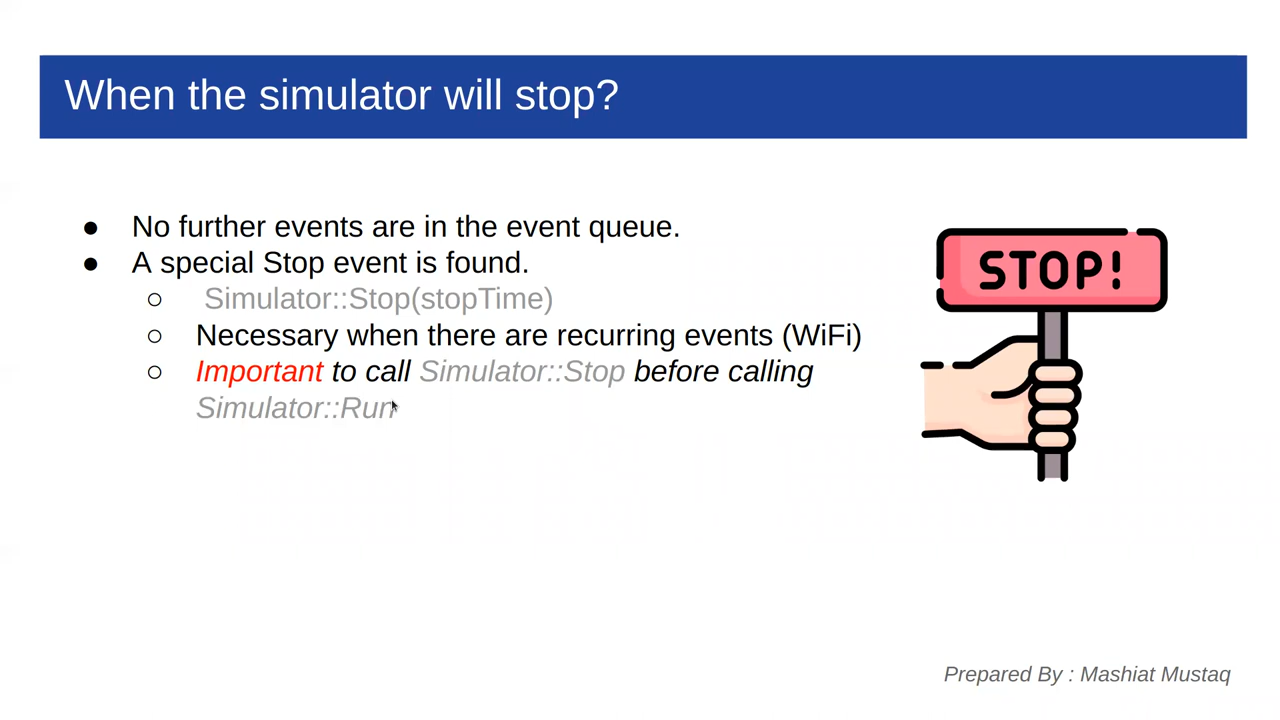 When the simulator will stop?
● No further events are in the event queue.
● A special Stop event is found.
○ Simulator::Stop(stopTime)
○ Necessary when there are recurring events (WiFi)
○ Important to call Simulator::Stop before calling
Simulator::Run
STOP!
Prepared By : Mashiat Mustaq